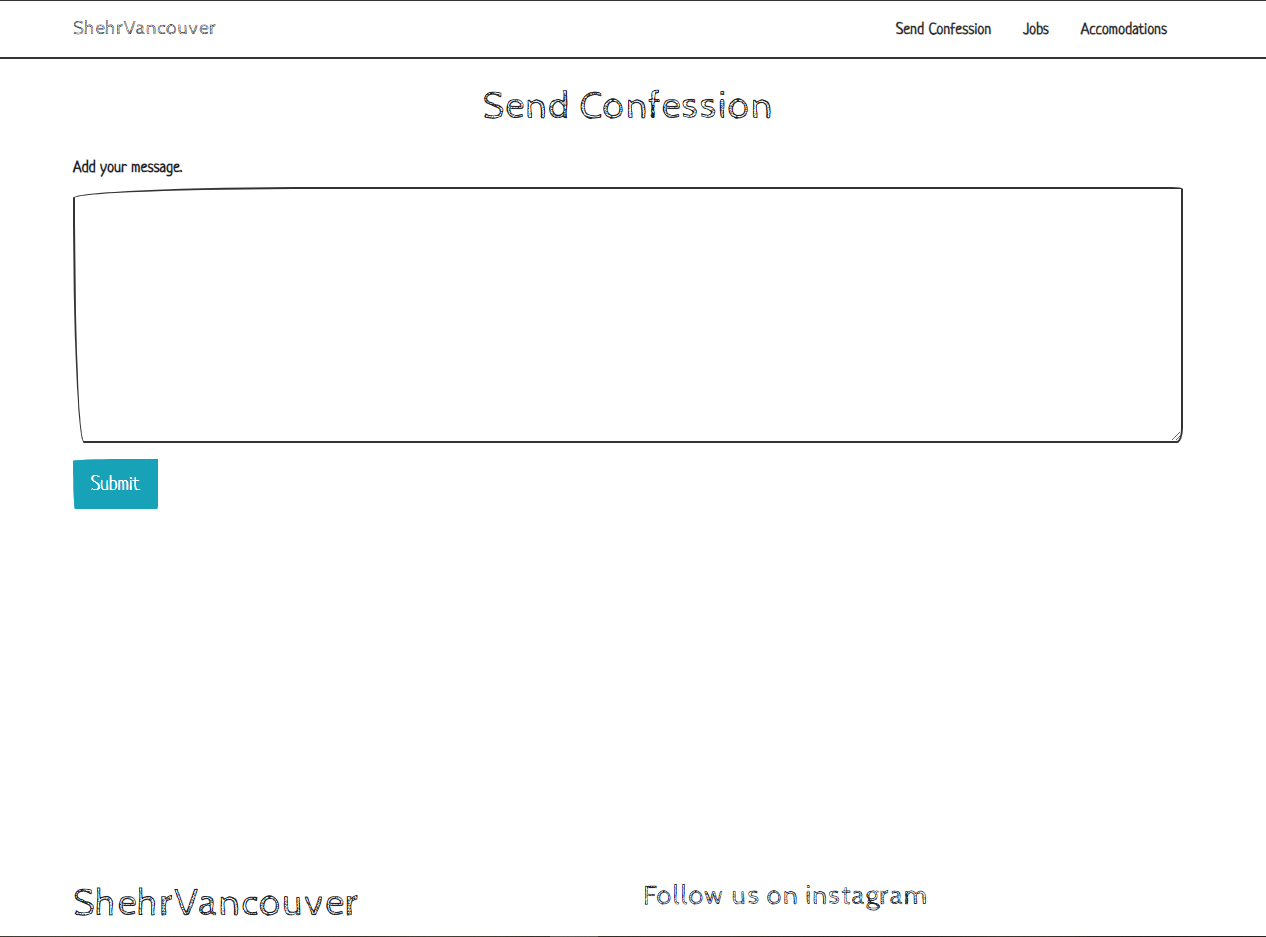 ShehrVancouver
Send Confession Jobs Accomodations
Send Confession
Add your message.
Submit
ShehrVancouver
Follow us on instagram